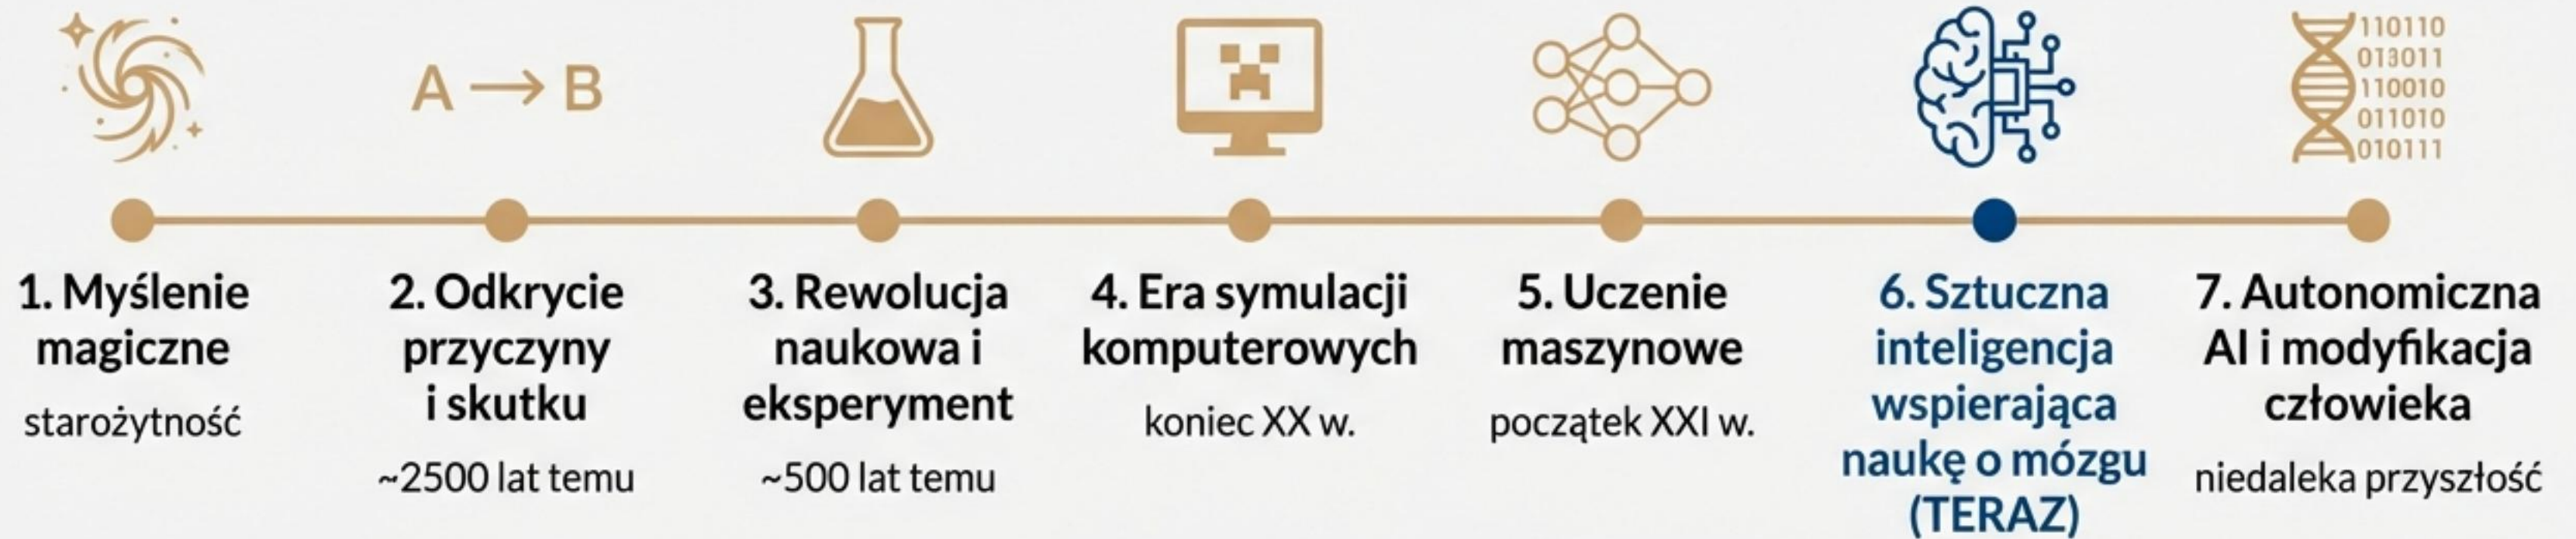 A → B
110110
013011
110010
011010
010111
1. Myślenie
magiczne
starożytność
2. Odkrycie
przyczyny
i skutku
~2500 lat temu
3. Rewolucja
naukowa i
eksperyment
~500 lat temu
4. Era symulacji
komputerowych
koniec XX w.
5. Uczenie
maszynowe
początek XXI w.
6. Sztuczna
inteligencja
wspierająca
naukę o mózgu
(TERAZ)
7. Autonomiczna
AI i modyfikacja
człowieka
niedaleka przyszłość